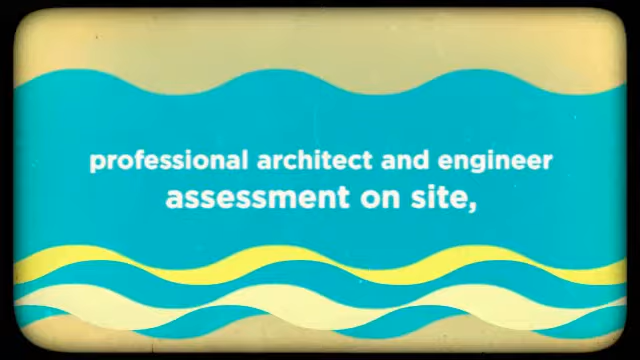 professional architect and engineer
assessment on site,